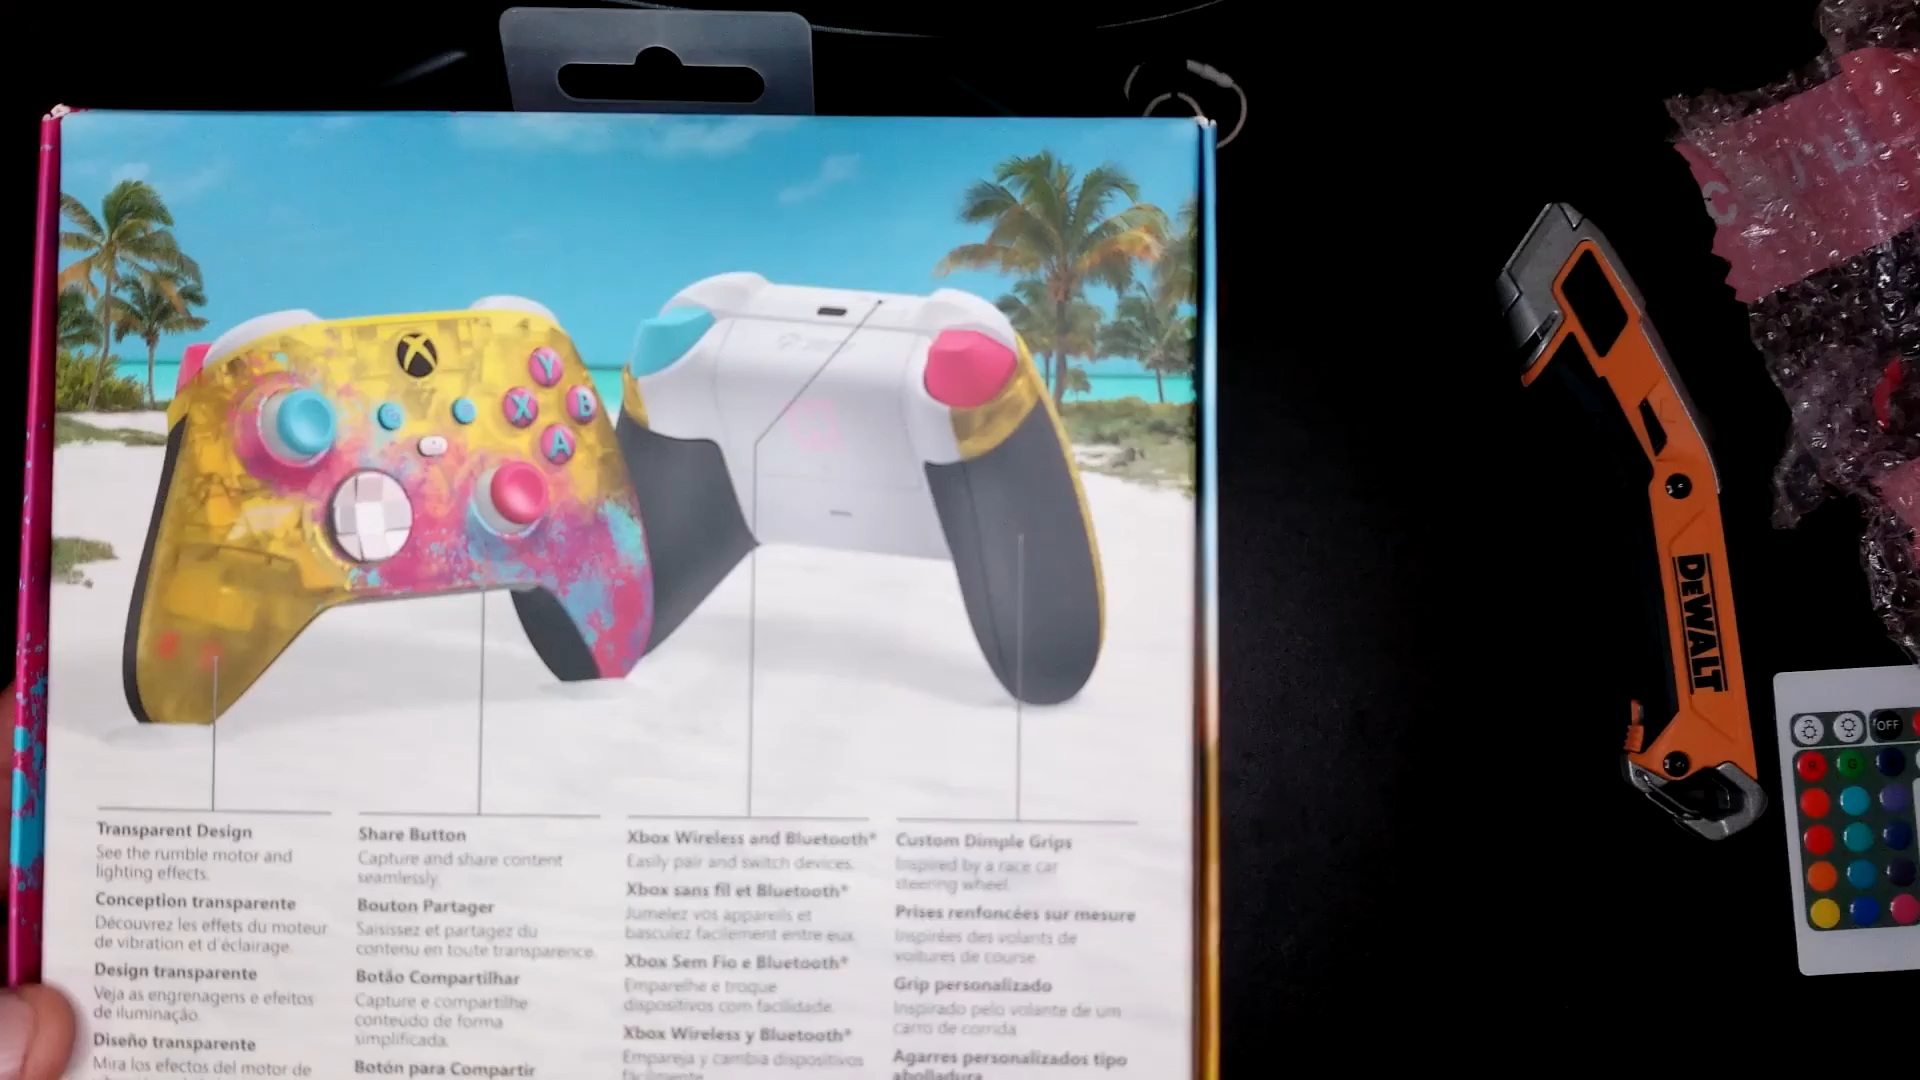 Y
X
B
A
Transparent Design
See the rumble motor and
lighting effects.
Conception transparente
Découvrez les effets du moteur
de vibration et d'éclairage.
Design transparente
Veja as engrenagens e efeitos
de iluminação.
Diseño transparente
Mira los efectos del motor de
Share Button
Capture and share content
seamlessly.
Bouton Partager
Saisissez et partagez du
contenu en toute transparence.
Botão Compartilhar
Capture e compartilhe
conteúdo de forma
simplificada.
Botón para Compartir
Xbox Wireless and Bluetooth®
Easily pair and switch devices.
Xbox sans fil et Bluetooth®
Jumelez vos appareils et
basculez facilement entre eux.
Xbox Sem Fio e Bluetooth®
Emparelhe e troque
dispositivos com facilidade.
Xbox Wireless y Bluetooth®
Empareja y cambia dispositivos
fácilmente.
Custom Dimple Grips
Inspired by a race car
steering wheel.
Prises renfoncées sur mesure
Inspirées des volants de
voitures de course.
Grip personalizado
Inspirado pelo volante de um
carro de corrida.
Agarres personalizados tipo
abolladura
DEWALT
OFF
R
G